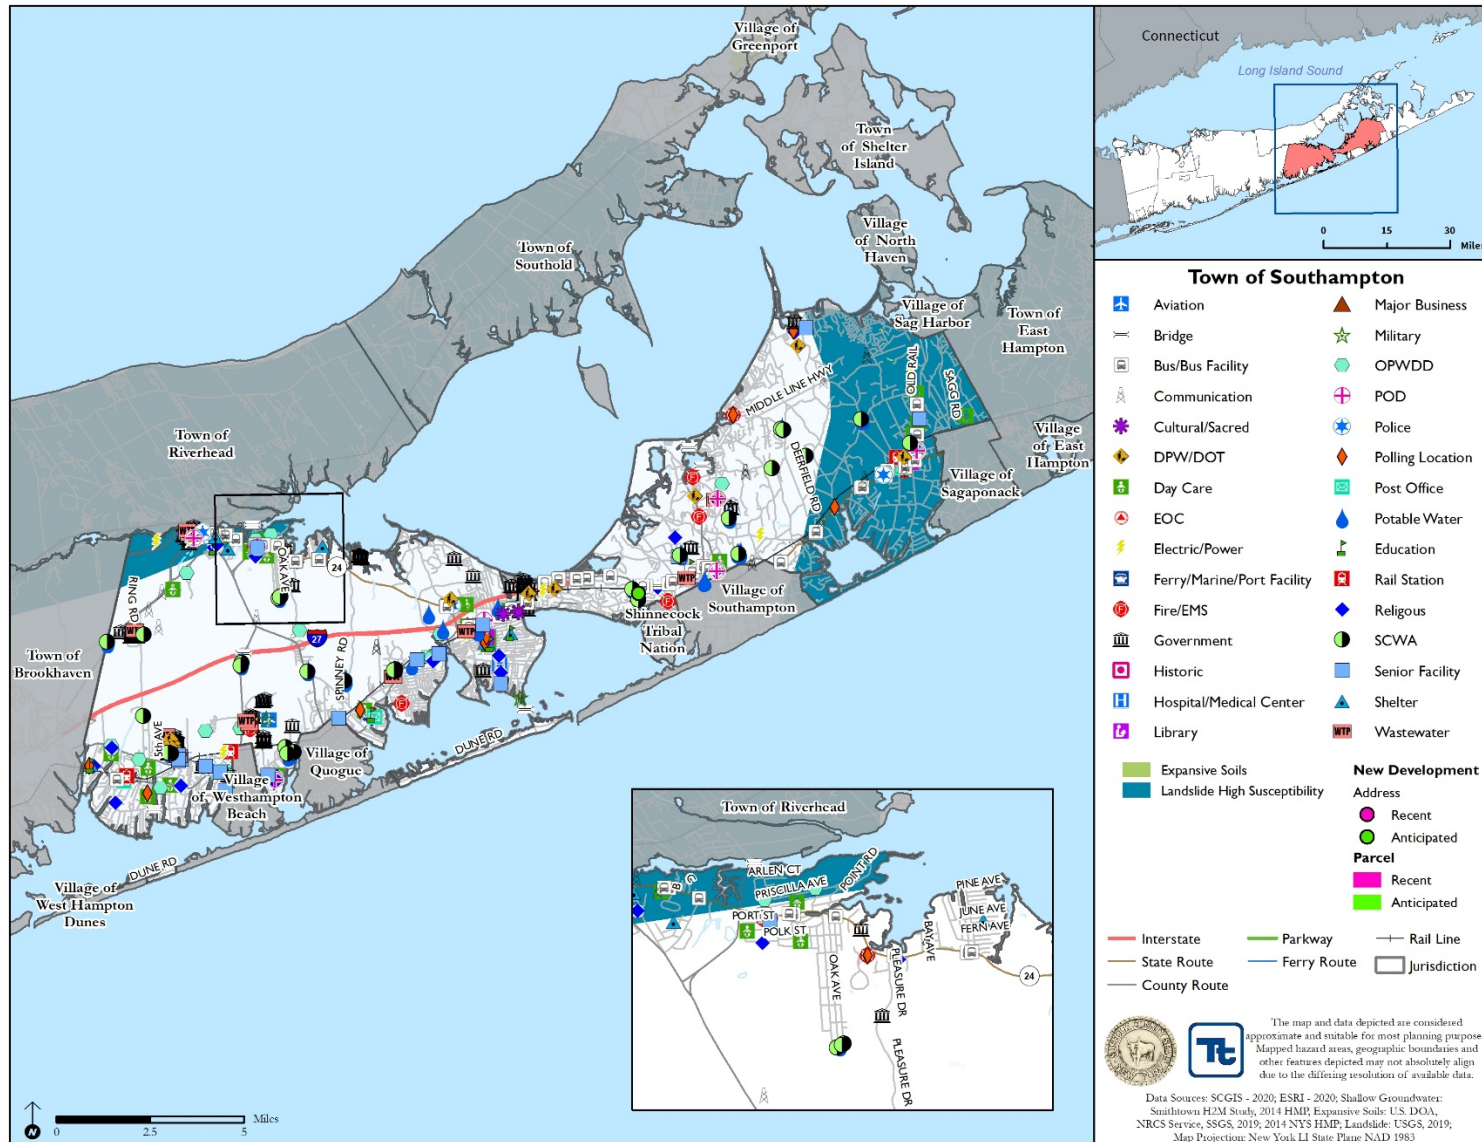 Village of
Greenport
Town
of Shelter
Island
Village
of North
Haven
Town of
Southold
Village of
Sag Harbor
Town of
East
Hampton
Village
of East
Hampton
Village of
Sagaponack
Town of
Riverhead
MIDDLE LINE HWY
OLD RAIL
SAGG RD
DEERFIELD RD
OAK AVE
24
RING RD
27
SPINNEY RD
Village of
Southampton
Shinnecock
Tribal
Nation
Town of
Brookhaven
5th AVE
Village of
Quogue
Village
of Westhampton
Beach
DUNE RD
DUNE RD
Village of
West Hampton
Dunes
WTP
WTP
WTP
WTP
WTP
N
0
2.5
5
Miles
Town of Riverhead
ARLEN CT
PRISCILLA AVE
POINT RD
B
G
PORT ST
POLK ST
OAK AVE
PLEASURE DR
PLEASURE DR
BAY AVE
PINE AVE
JUNE AVE
FERN AVE
24
Connecticut
Long Island Sound
0
15
30
Miles
Town of Southampton
Aviation
Major Business
Bridge
Military
Bus/Bus Facility
OPWDD
Communication
POD
Cultural/Sacred
Police
DPW/DOT
Polling Location
Day Care
Post Office
EOC
Potable Water
Electric/Power
Education
Ferry/Marine/Port Facility
Rail Station
Fire/EMS
Religous
Government
SCWA
Historic
Senior Facility
Hospital/Medical Center
Shelter
Library
WTP
Wastewater
Expansive Soils
Landslide High Susceptibility
New Development
Address
Recent
Anticipated
Parcel
Recent
Anticipated
Interstate
Parkway
Rail Line
State Route
Ferry Route
Jurisdiction
County Route
Tt
The map and data depicted are considered
approximate and suitable for most planning purpose
Mapped hazard areas, geographic boundaries and
other features depicted may not absolutely align
due to the differing resolution of available data.
Data Sources: SCGIS - 2020; ESRI - 2020; Shallow Groundwater:
Smithtown H2M Study, 2014 HMP, Expansive Soils: U.S. DOA,
NRCS Service, SSGS, 2019; 2014 NYS HMP; Landslide: USGS, 2019;
Map Projection: New York LI State Plane NAD 1983